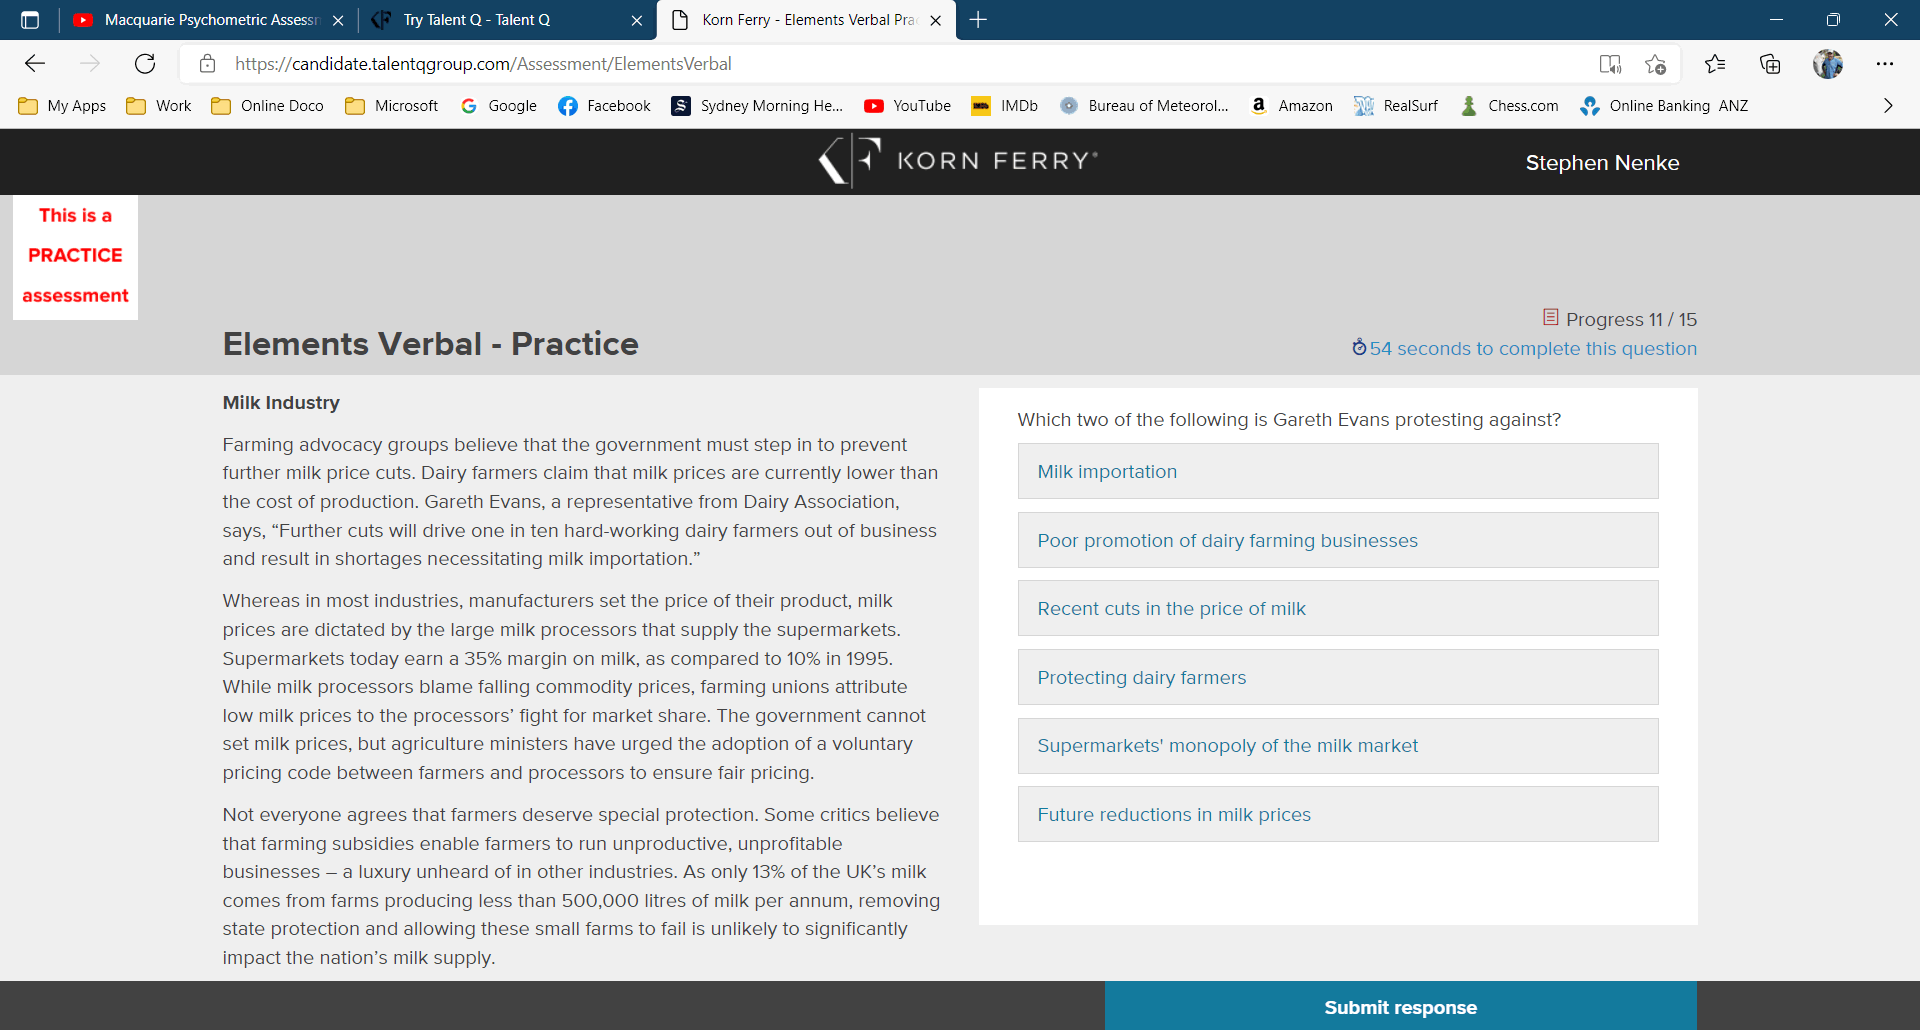 Macquarie Psychometric Assessn
Try Talent Q - Talent Q
Korn Ferry - Elements Verbal Prac
https://candidate.talentqgroup.com/Assessment/ElementsVerbal
My Apps
Work
Online Doco
Microsoft
Google
Facebook
Sydney Morning He...
YouTube
IMDb
Bureau of Meteorol...
Amazon
RealSurf
Chess.com
Online Banking ANZ
KORN FERRY
Stephen Nenke
This is a
PRACTICE
assessment
Progress 11 / 15
Elements Verbal - Practice
54 seconds to complete this question
Milk Industry
Farming advocacy groups believe that the government must step in to prevent
further milk price cuts. Dairy farmers claim that milk prices are currently lower than
the cost of production. Gareth Evans, a representative from Dairy Association,
says, “Further cuts will drive one in ten hard-working dairy farmers out of business
and result in shortages necessitating milk importation.”
Whereas in most industries, manufacturers set the price of their product, milk
prices are dictated by the large milk processors that supply the supermarkets.
Supermarkets today earn a 35% margin on milk, as compared to 10% in 1995.
While milk processors blame falling commodity prices, farming unions attribute
low milk prices to the processors’ fight for market share. The government cannot
set milk prices, but agriculture ministers have urged the adoption of a voluntary
pricing code between farmers and processors to ensure fair pricing.
Not everyone agrees that farmers deserve special protection. Some critics believe
that farming subsidies enable farmers to run unproductive, unprofitable
businesses – a luxury unheard of in other industries. As only 13% of the UK’s milk
comes from farms producing less than 500,000 litres of milk per annum, removing
state protection and allowing these small farms to fail is unlikely to significantly
impact the nation’s milk supply.
Which two of the following is Gareth Evans protesting against?
Milk importation
Poor promotion of dairy farming businesses
Recent cuts in the price of milk
Protecting dairy farmers
Supermarkets' monopoly of the milk market
Future reductions in milk prices
Submit response